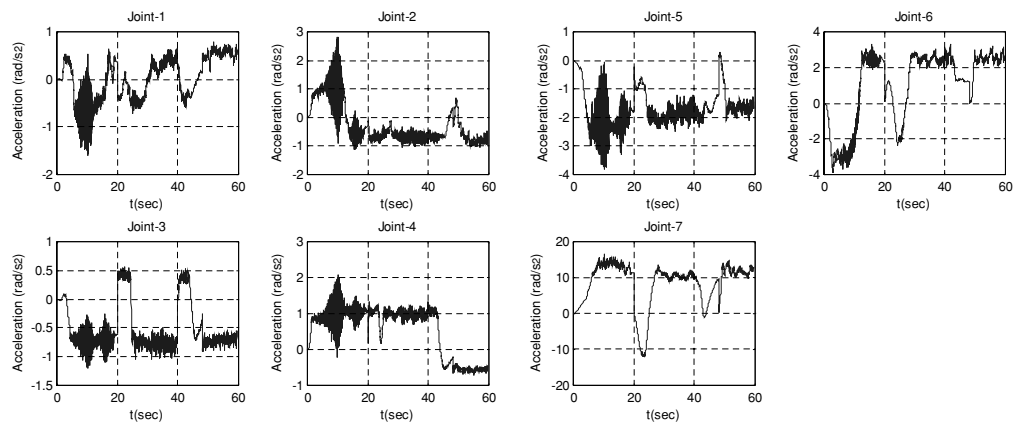 Joint-1
Joint-2
Joint-5
Joint-6
1
0
-1
-2
Acceleration (rad/s2)
0 20 40 60
t(sec)
3
2
1
0
-1
-2
Acceleration (rad/s2)
0 20 40 60
t(sec)
1
0
-1
-2
-3
-4
Acceleration (rad/s2)
0 20 40 60
t(sec)
4
2
0
-2
-4
Acceleration (rad/s2)
0 20 40 60
t(sec)
Joint-3
Joint-4
Joint-7
1
0.5
0
-0.5
-1
-1.5
Acceleration (rad/s2)
0 20 40 60
t(sec)
3
2
1
0
-1
Acceleration (rad/s2)
0 20 40 60
t(sec)
20
10
0
-10
-20
Acceleration (rad/s2)
0 20 40 60
t(sec)